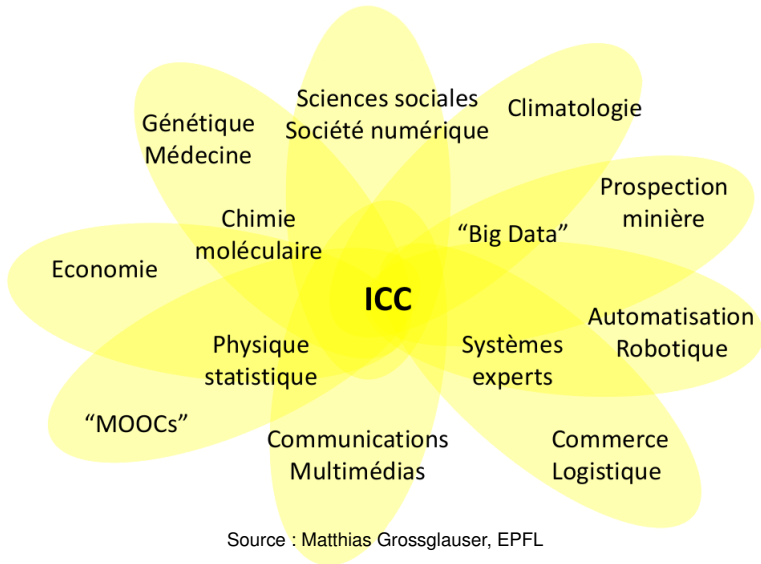 Sciences sociales
Société numérique
Climatologie
Génétique
Médecine
Prospection
minière
Chimie
moléculaire
“Big Data”
Economie
ICC
Automatisation
Robotique
Physique
statistique
Systèmes
experts
“MOOCs”
Communications
Multimédias
Commerce
Logistique
Source : Matthias Grossglauser, EPFL